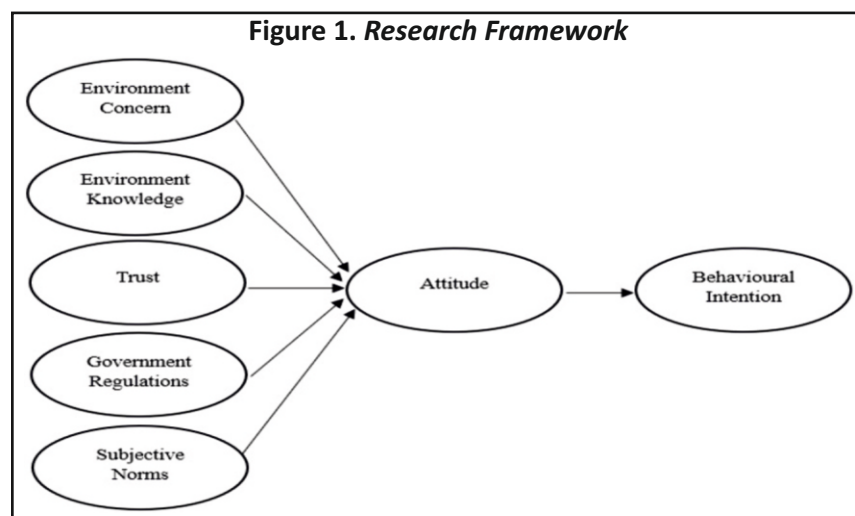 Figure 1. Research Framework
Environment
Concern
Environment
Knowledge
Trust
Government
Regulations
Subjective
Norms
Attitude
Behavioural
Intention